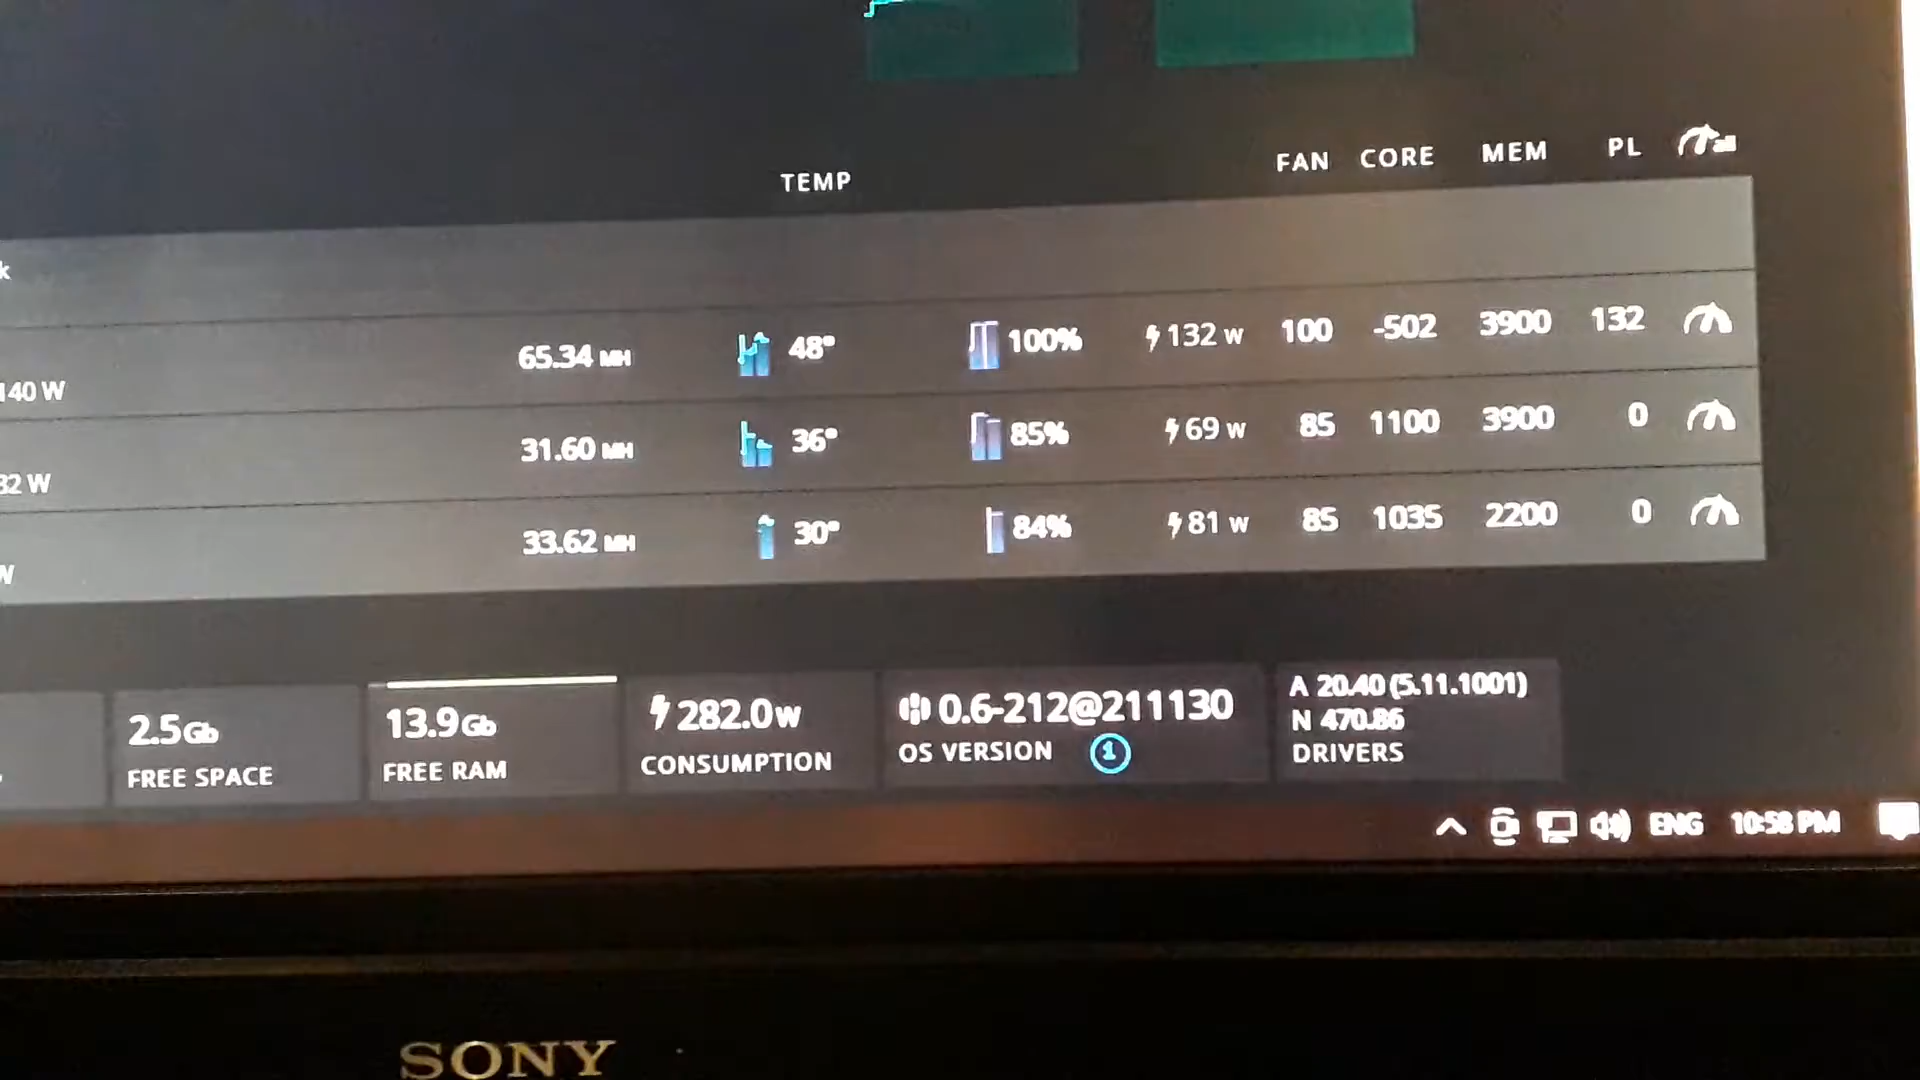 TEMP FAN CORE MEM PL
k
65.34 MH 48° 100% 132 W 100 -502 3900 132
140 W
31.60 MH 36° 85% 69 W 85 1100 3900 0
32 W
33.62 MH 30° 84% 81 W 85 1035 2200 0
W
2.5Gb
FREE SPACE
13.9Gb
FREE RAM
282.0W
CONSUMPTION
0.6-212@211130
OS VERSION 1
A 20.40 (5.11.1001)
N 470.86
DRIVERS
ENG 10:58 PM
SONY